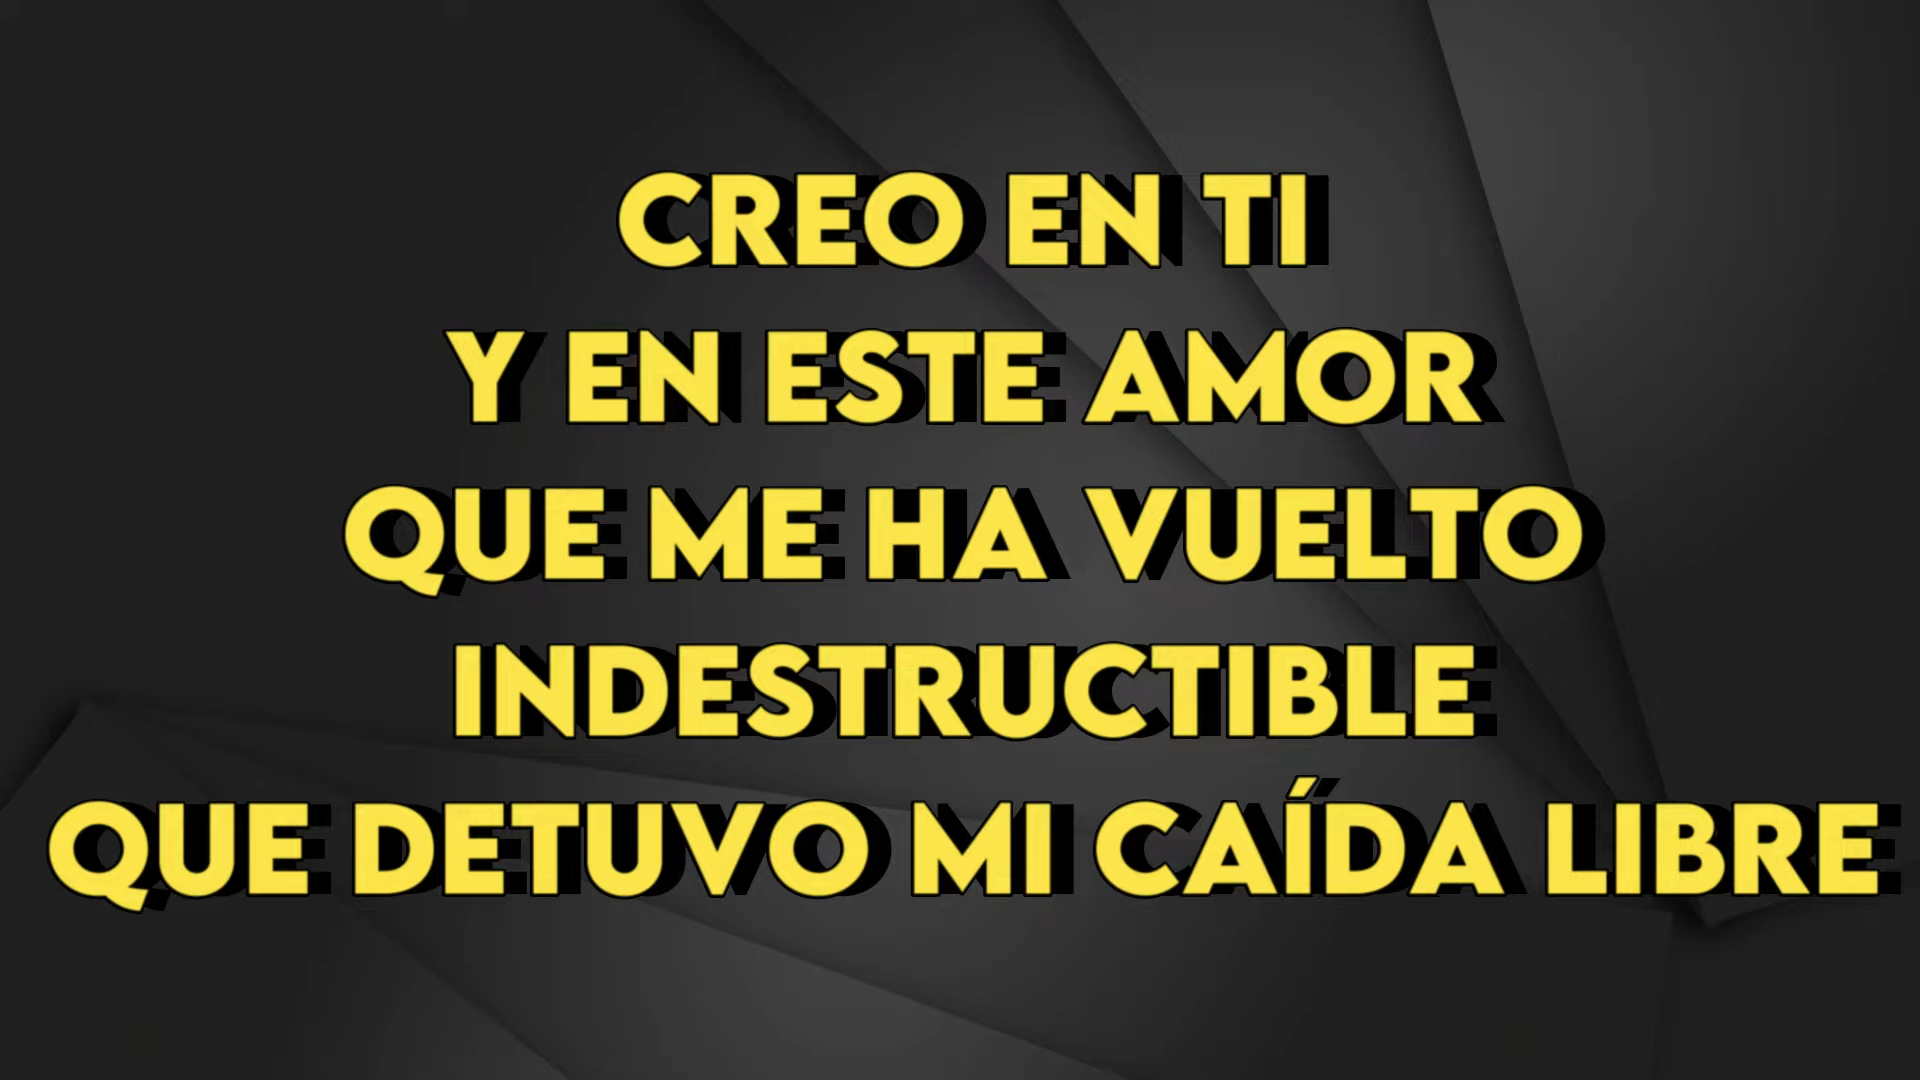 CREO EN TI
Y EN ESTE AMOR
QUE ME HA VUELTO
INDESTRUCTIBLE
QUE DETUVO MI CAÍDA LIBRE